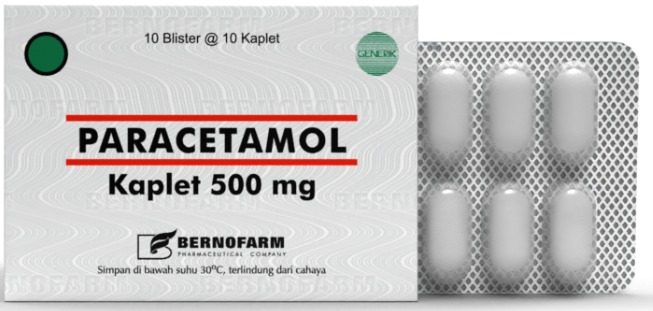 10 Blister @ 10 Kaplet
GENERIK
PARACETAMOL
Kaplet 500 mg
BERNOFARM
PHARMACEUTICAL COMPANY
Simpan di bawah suhu 30°C, terlindung dari cahaya